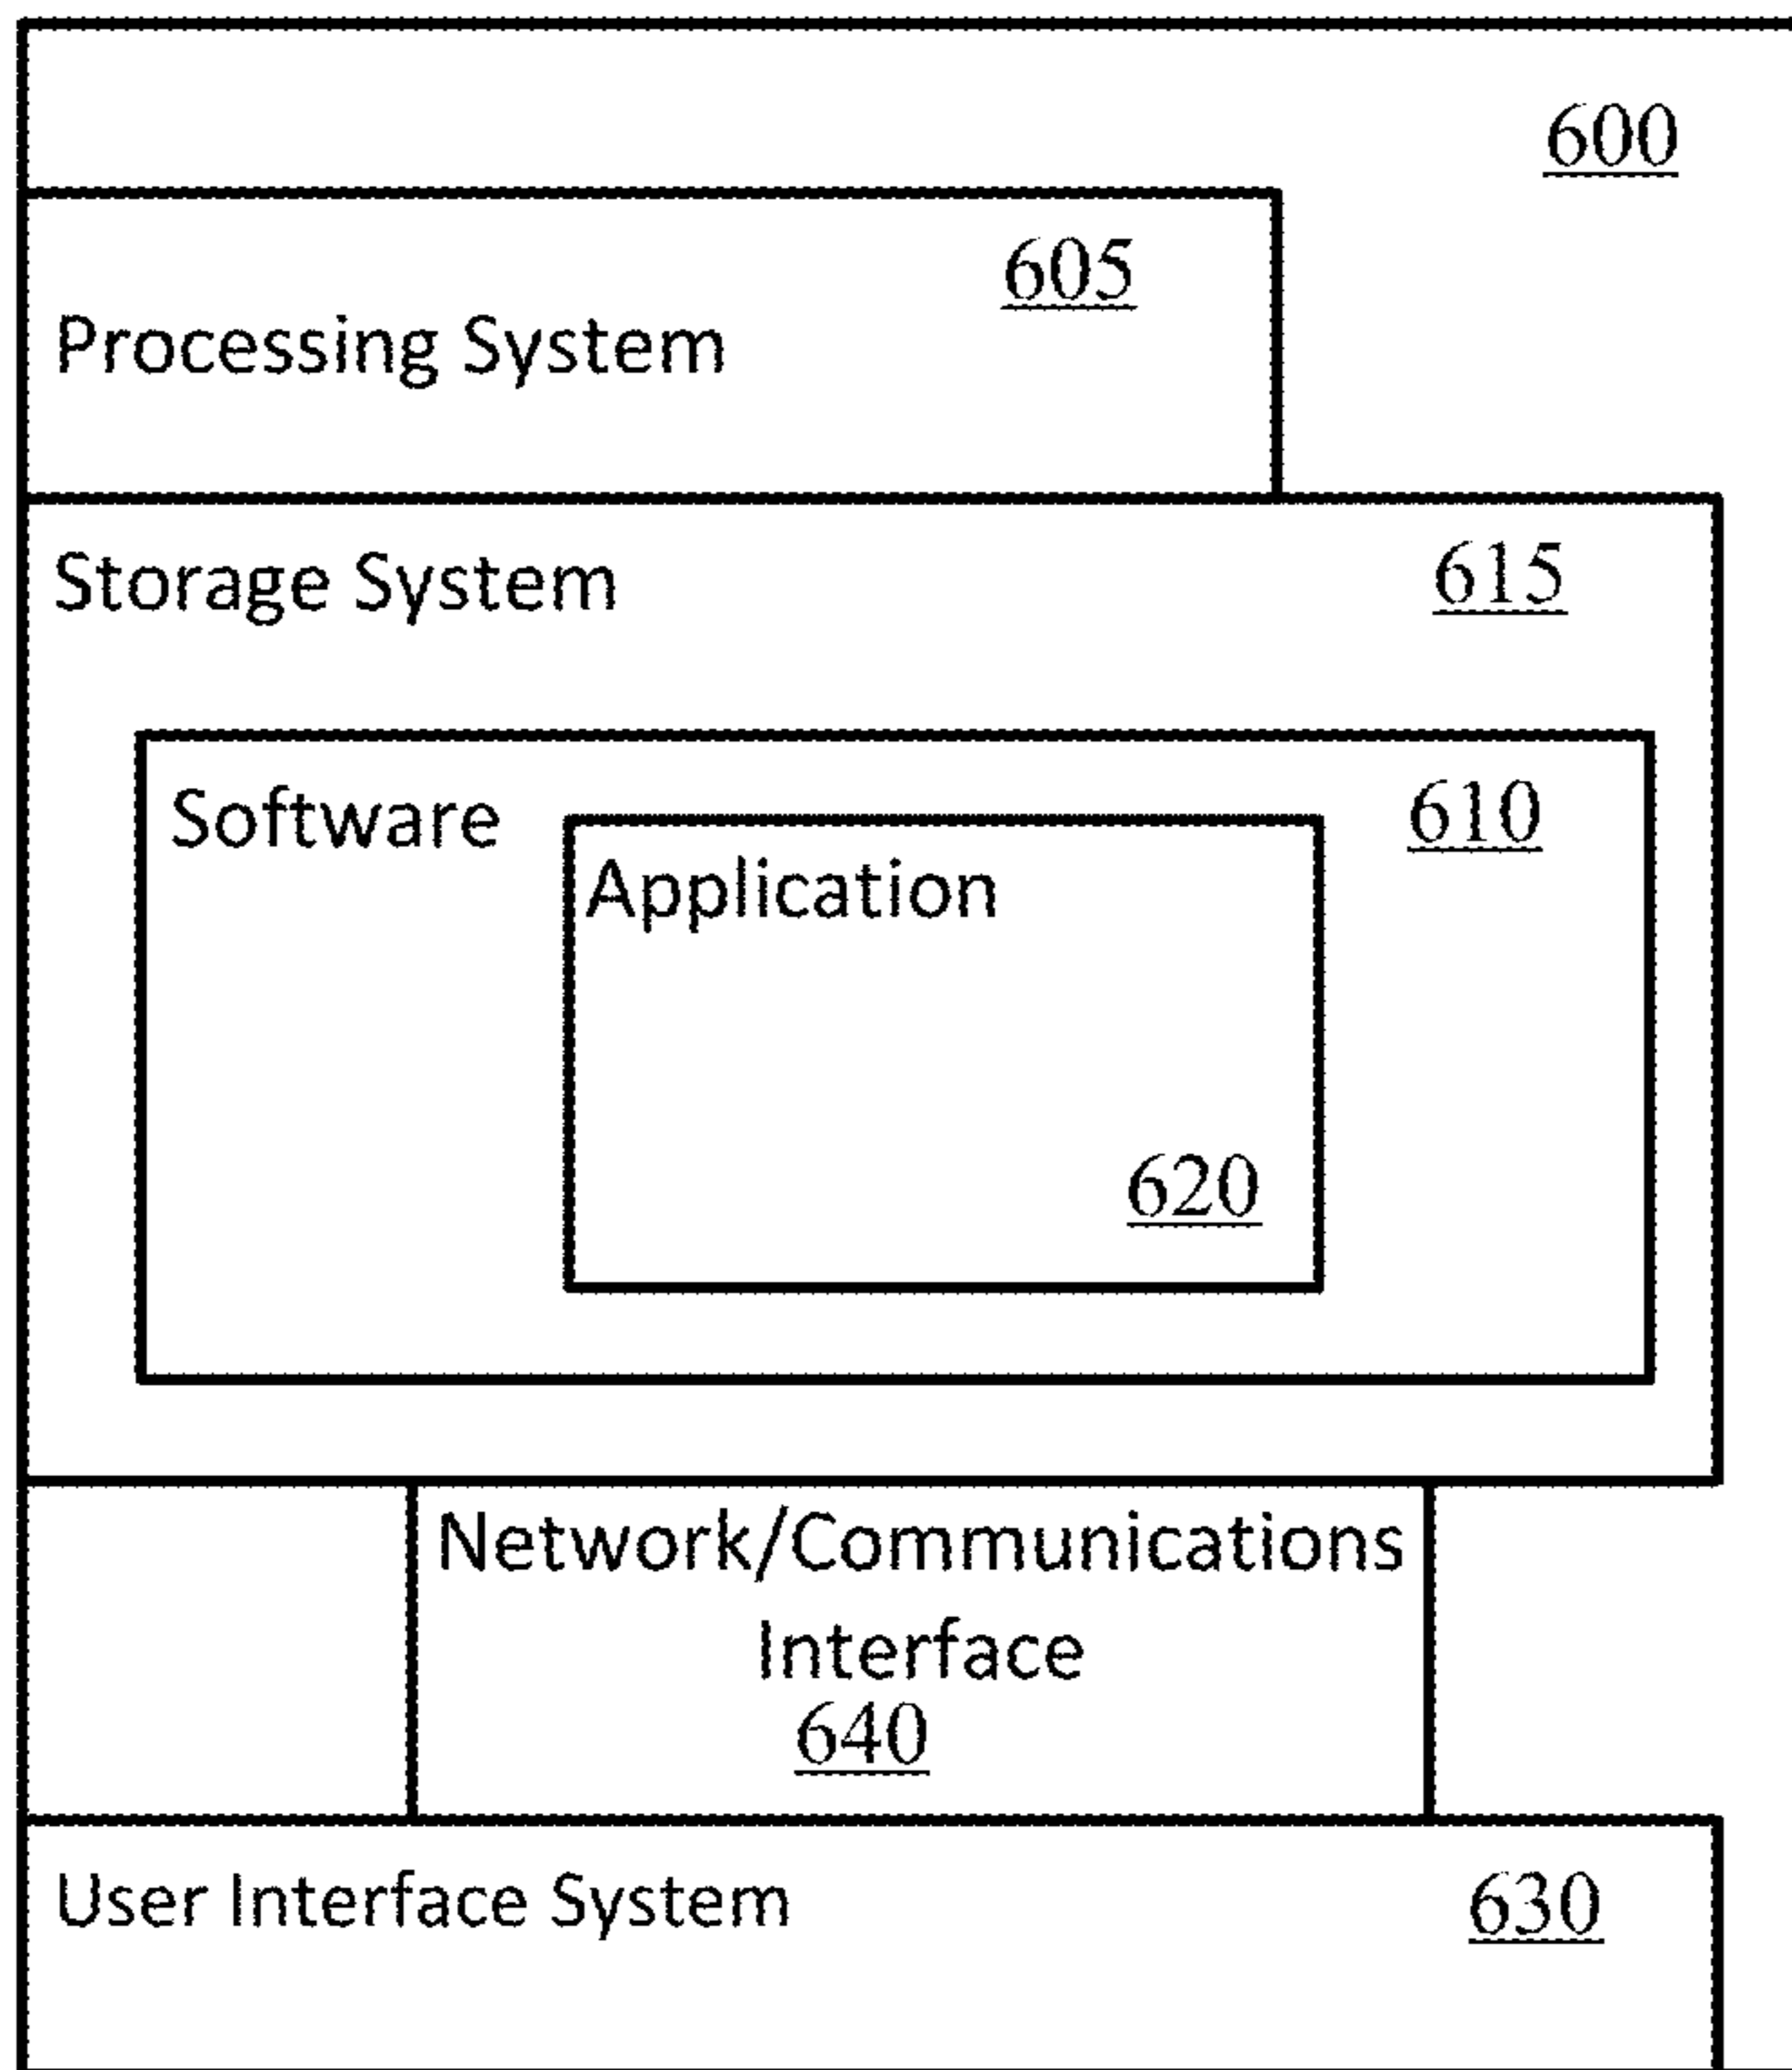 600
605
Processing System
Storage System 615
Software 610
Application
620
Network/Communications
Interface
640
User Interface System 630